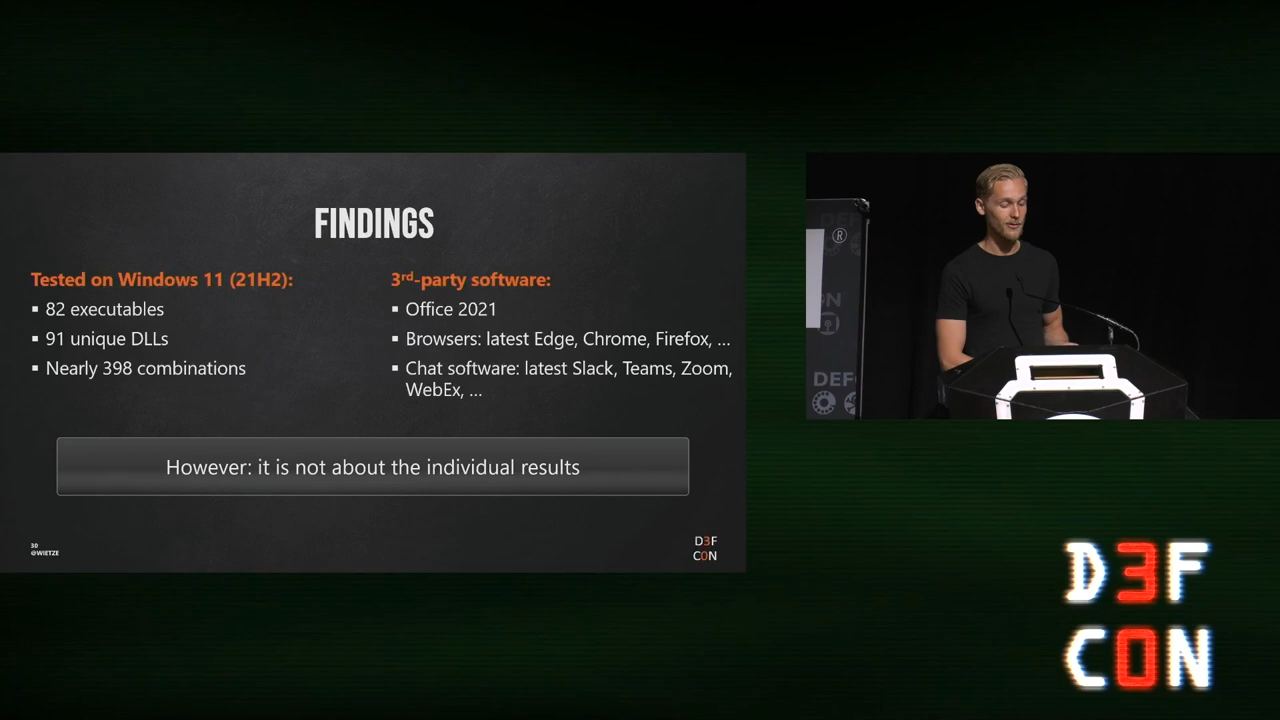 FINDINGS
Tested on Windows 11 (21H2):
▪ 82 executables
▪ 91 unique DLLs
▪ Nearly 398 combinations
3rd-party software:
▪ Office 2021
▪ Browsers: latest Edge, Chrome, Firefox, ...
▪ Chat software: latest Slack, Teams, Zoom,
WebEx, ...
However: it is not about the individual results
30
@WIETZE
D3F
C0N
®
DEF
D3F
C0N